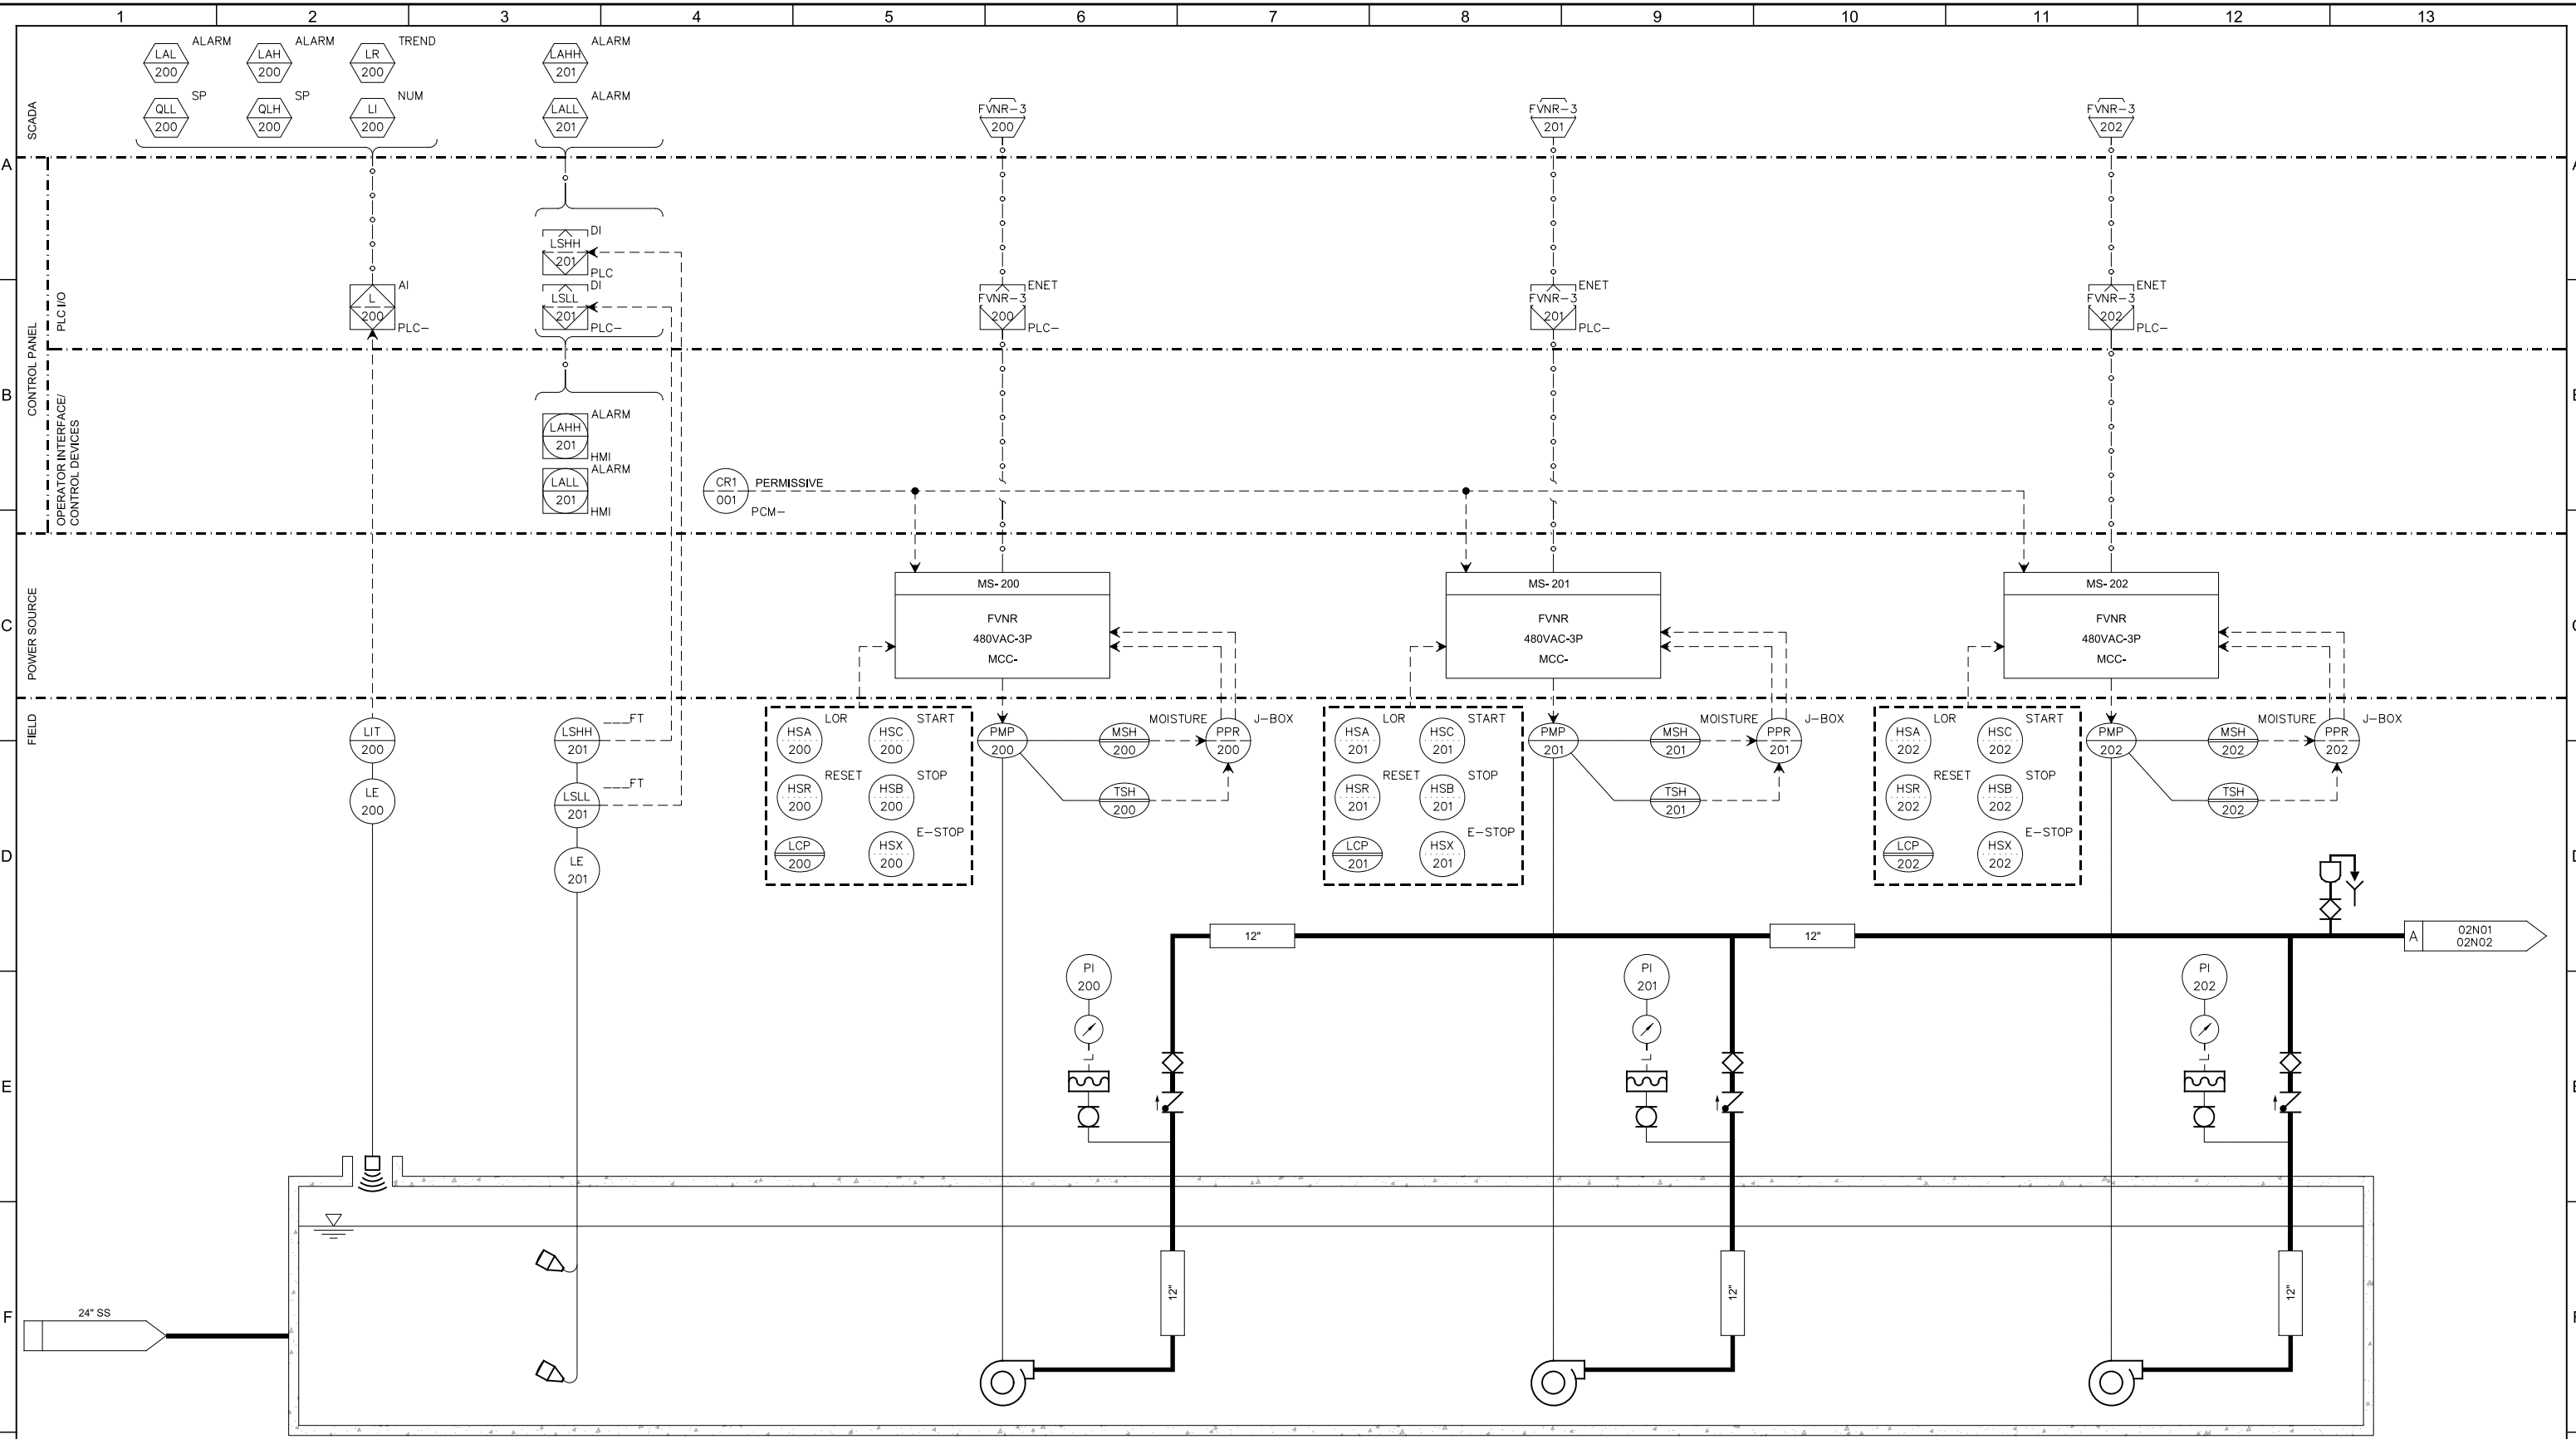 1 2 3 4 5 6 7 8 9 10 11 12 13
SCADA
LAL 200 ALARM
LAH 200 ALARM
LR 200 TREND
LAHH 201 ALARM
QLL 200 SP
QLH 200 SP
LI 200 NUM
LALL 201 ALARM
FVNR-3 200
FVNR-3 201
FVNR-3 202
A
CONTROL PANEL
PLC I/O
LSHH 201 DI PLC
L 200 AI PLC-
LSLL 201 DI PLC-
FVNR-3 200 ENET PLC-
FVNR-3 201 ENET PLC-
FVNR-3 202 ENET PLC-
B
OPERATOR INTERFACE/
CONTROL DEVICES
LAHH 201 ALARM HMI
LALL 201 ALARM HMI
CR1 001 PERMISSIVE PCM-
C
POWER SOURCE
MS- 200
FVNR
480VAC-3P
MCC-
MS- 201
FVNR
480VAC-3P
MCC-
MS- 202
FVNR
480VAC-3P
MCC-
FIELD
LIT 200
LE 200
LSHH 201 ___FT
LSLL 201 ___FT
LE 201
HSA 200 LOR
HSC 200 START
HSR 200 RESET
HSB 200 STOP
LCP 200
HSX 200 E-STOP
PMP 200
MSH 200 MOISTURE
PPR 200 J-BOX
TSH 200
HSA 201 LOR
HSC 201 START
HSR 201 RESET
HSB 201 STOP
LCP 201
HSX 201 E-STOP
PMP 201
MSH 201 MOISTURE
PPR 201 J-BOX
TSH 201
HSA 202 LOR
HSC 202 START
HSR 202 RESET
HSB 202 STOP
LCP 202
HSX 202 E-STOP
PMP 202
MSH 202 MOISTURE
PPR 202 J-BOX
TSH 202
D
12"
12"
A 02N01
02N02
PI 200
PI 201
PI 202
E
F
24" SS
12"
12"
12"